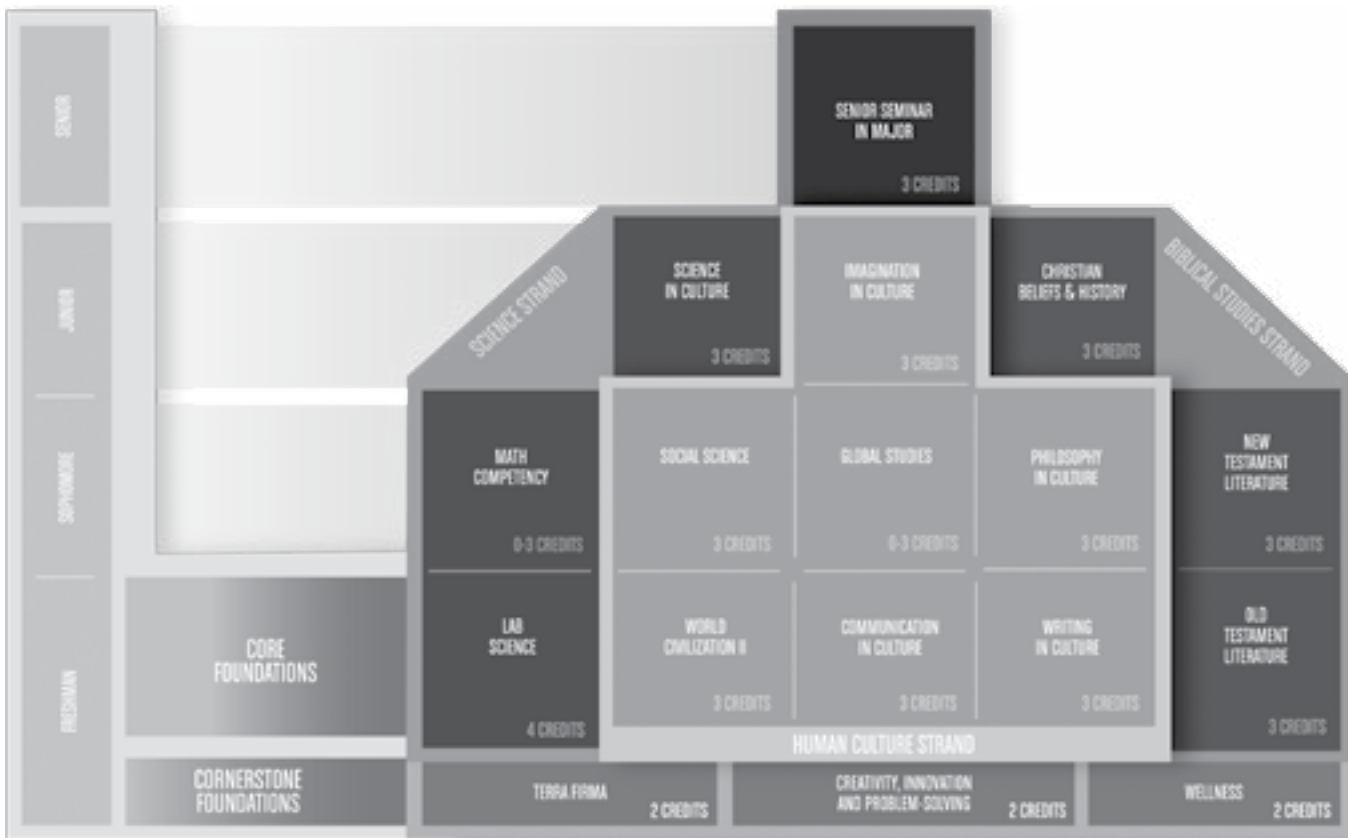 SENIOR
SENIOR SEMINAR
IN MAJOR
3 CREDITS
JUNIOR
SCIENCE STRAND
SCIENCE
IN CULTURE
3 CREDITS
IMAGINATION
IN CULTURE
3 CREDITS
CHRISTIAN
BELIEFS & HISTORY
3 CREDITS
BIBLICAL STUDIES STRAND
SOPHOMORE
MATH
COMPETENCY
0-3 CREDITS
SOCIAL SCIENCE
3 CREDITS
GLOBAL STUDIES
0-3 CREDITS
PHILOSOPHY
IN CULTURE
3 CREDITS
NEW
TESTAMENT
LITERATURE
3 CREDITS
FRESHMAN
CORE
FOUNDATIONS
LAB
SCIENCE
4 CREDITS
WORLD
CIVILIZATION II
3 CREDITS
COMMUNICATION
IN CULTURE
3 CREDITS
WRITING
IN CULTURE
3 CREDITS
OLD
TESTAMENT
LITERATURE
3 CREDITS
HUMAN CULTURE STRAND
CORNERSTONE
FOUNDATIONS
TERRA FIRMA
2 CREDITS
CREATIVITY, INNOVATION
AND PROBLEM-SOLVING
2 CREDITS
WELLNESS
2 CREDITS